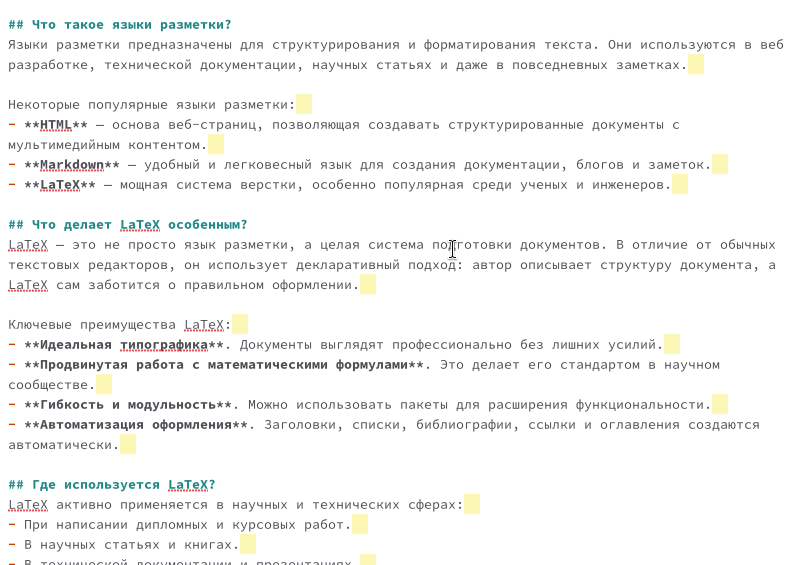 ## Что такое языки разметки?
Языки разметки предназначены для структурирования и форматирования текста. Они используются в веб
разработке, технической документации, научных статьях и даже в повседневных заметках.
Некоторые популярные языки разметки:
- **HTML** — основа веб-страниц, позволяющая создавать структурированные документы с
мультимедийным контентом.
- **Markdown** — удобный и легковесный язык для создания документации, блогов и заметок.
- **LaTeX** — мощная система верстки, особенно популярная среди ученых и инженеров.
## Что делает LaTeX особенным?
LaTeX — это не просто язык разметки, а целая система подготовки документов. В отличие от обычных
текстовых редакторов, он использует декларативный подход: автор описывает структуру документа, а
LaTeX сам заботится о правильном оформлении.
Ключевые преимущества LaTeX:
- **Идеальная типографика**. Документы выглядят профессионально без лишних усилий.
- **Продвинутая работа с математическими формулами**. Это делает его стандартом в научном
сообществе.
- **Гибкость и модульность**. Можно использовать пакеты для расширения функциональности.
- **Автоматизация оформления**. Заголовки, списки, библиографии, ссылки и оглавления создаются
автоматически.
## Где используется LaTeX?
LaTeX активно применяется в научных и технических сферах:
- При написании дипломных и курсовых работ.
- В научных статьях и книгах.
- В технической документации и презентациях.